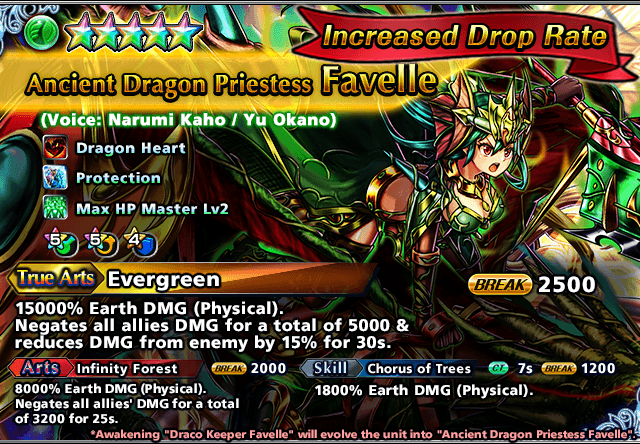 Increased Drop Rate
Ancient Dragon Priestess Favelle
(Voice: Narumi Kaho / Yu Okano)
Dragon Heart
Protection
Max HP Master Lv2
5 5 4
True Arts Evergreen BREAK 2500
15000% Earth DMG (Physical).
Negates all allies DMG for a total of 5000 &
reduces DMG from enemy by 15% for 30s.
Arts Infinity Forest BREAK 2000
8000% Earth DMG (Physical).
Negates all allies' DMG for a total
of 3200 for 25s.
Skill Chorus of Trees CT 7s BREAK 1200
1800% Earth DMG (Physical).
*Awakening "Draco Keeper Favelle" will evolve the unit into "Ancient Dragon Priestess Favelle"